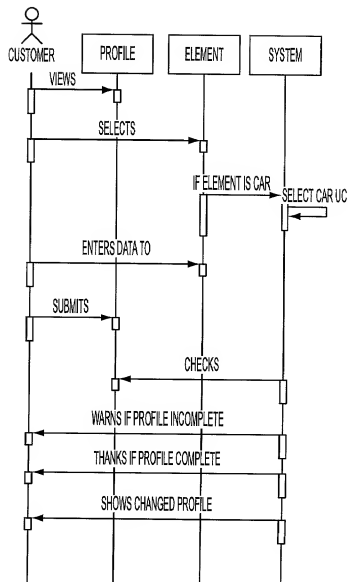 CUSTOMER
PROFILE
ELEMENT
SYSTEM
VIEWS
SELECTS
IF ELEMENT IS CAR
SELECT CAR UC
ENTERS DATA TO
SUBMITS
CHECKS
WARNS IF PROFILE INCOMPLETE
THANKS IF PROFILE COMPLETE
SHOWS CHANGED PROFILE